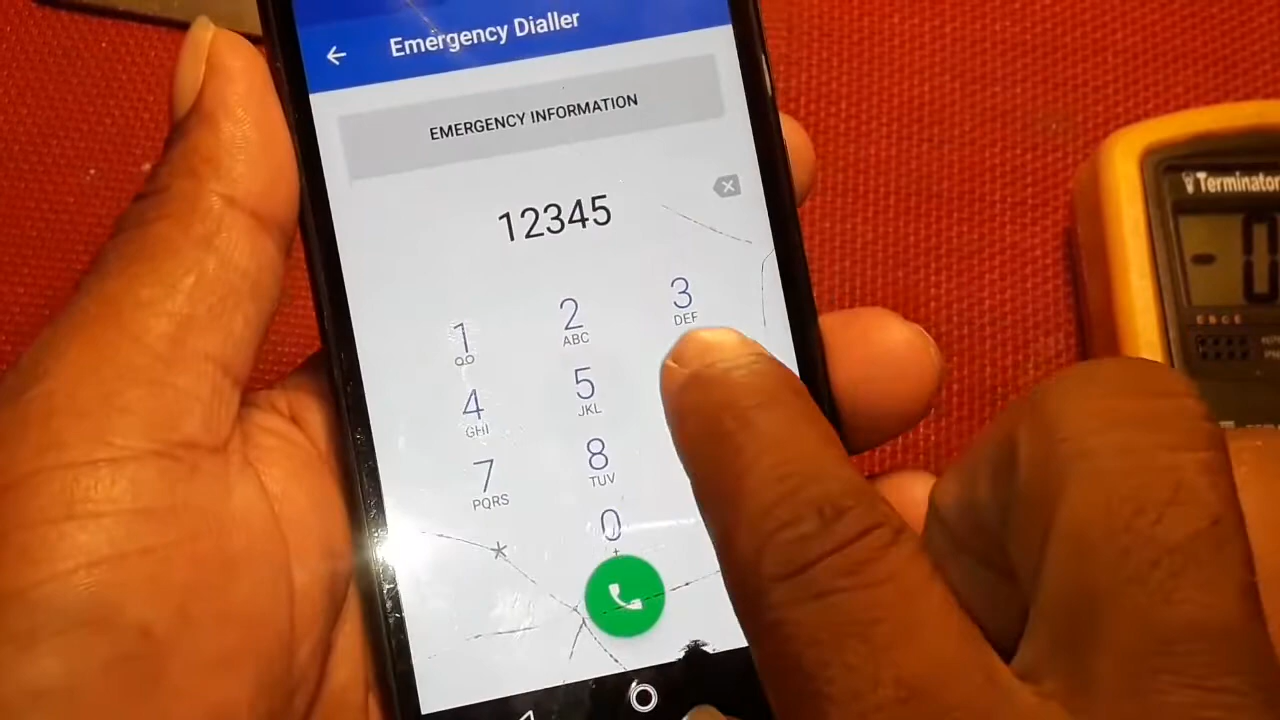 Emergency Dialler
EMERGENCY INFORMATION
12345
1
2
ABC
3
DEF
4
GHI
5
JKL
7
PQRS
8
TUV
*
0
+
Terminator